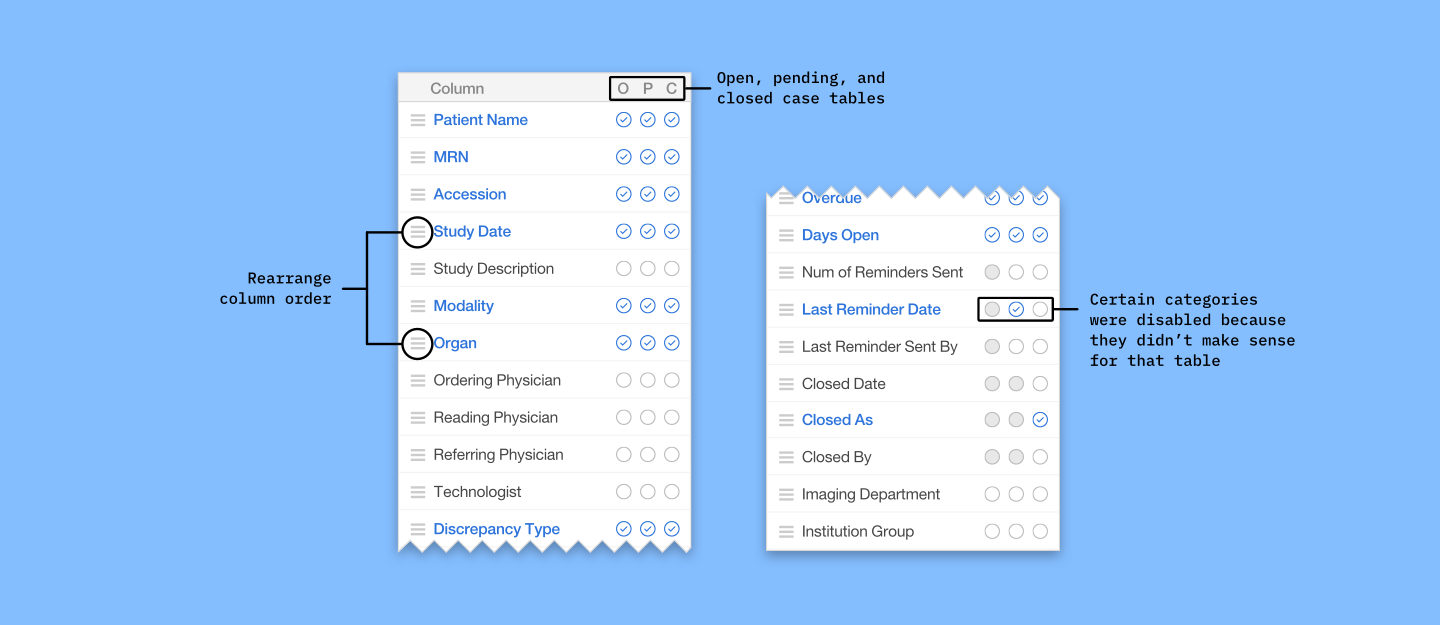 Column O P C
Open, pending, and
closed case tables
Patient Name
MRN
Accession
Study Date
Study Description
Modality
Organ
Ordering Physician
Reading Physician
Referring Physician
Technologist
Discrepancy Type
Rearrange
column order
Overdue
Days Open
Num of Reminders Sent
Last Reminder Date
Last Reminder Sent By
Closed Date
Closed As
Closed By
Imaging Department
Institution Group
Certain categories
were disabled because
they didn’t make sense
for that table